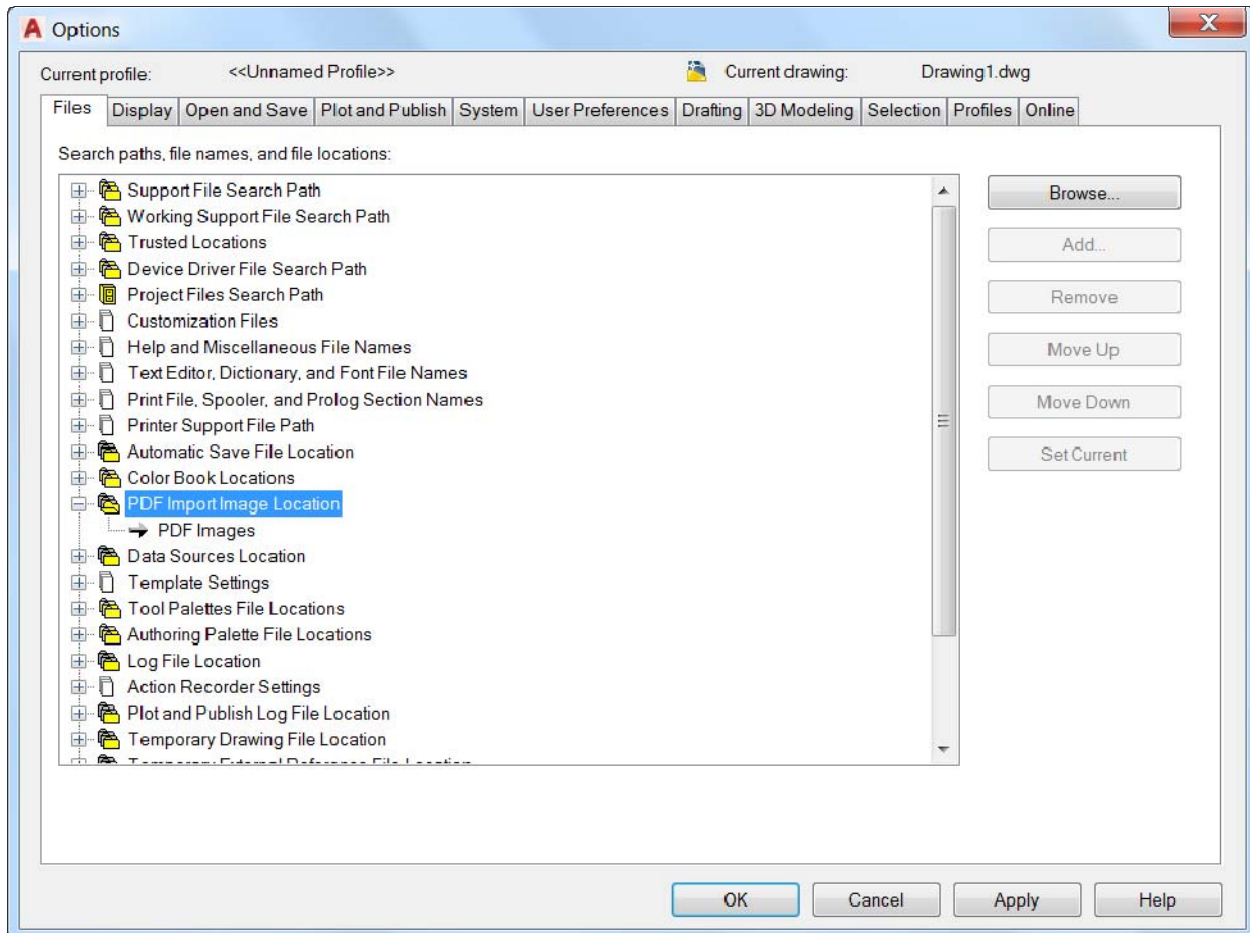 Options
Current profile: <<Unnamed Profile>> Current drawing: Drawing1.dwg
Files Display Open and Save Plot and Publish System User Preferences Drafting 3D Modeling Selection Profiles Online
Search paths, file names, and file locations:
Support File Search Path
Working Support File Search Path
Trusted Locations
Device Driver File Search Path
Project Files Search Path
Customization Files
Help and Miscellaneous File Names
Text Editor, Dictionary, and Font File Names
Print File, Spooler, and Prolog Section Names
Printer Support File Path
Automatic Save File Location
Color Book Locations
PDF Import Image Location
PDF Images
Data Sources Location
Template Settings
Tool Palettes File Locations
Authoring Palette File Locations
Log File Location
Action Recorder Settings
Plot and Publish Log File Location
Temporary Drawing File Location
Temporary External Reference File Location
Browse...
Add...
Remove
Move Up
Move Down
Set Current
OK Cancel Apply Help